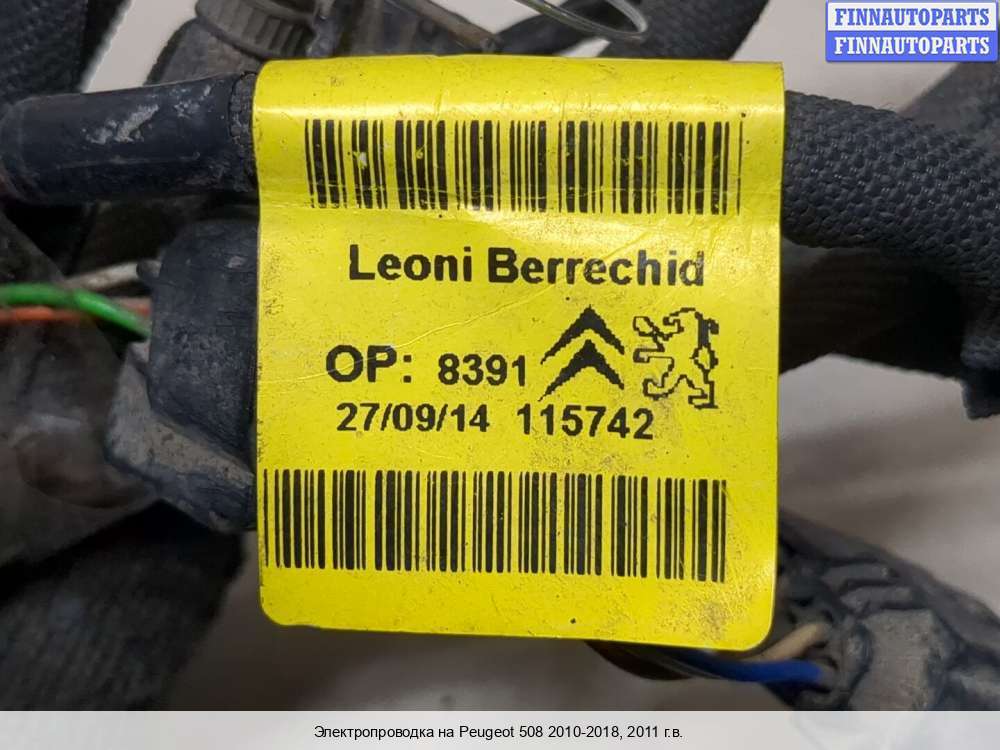 FINNAUTOPARTS
FINNAUTOPARTS
Leoni Berrechid
OP: 8391
27/09/14 115742
Электропроводка на Peugeot 508 2010-2018, 2011 г.в.